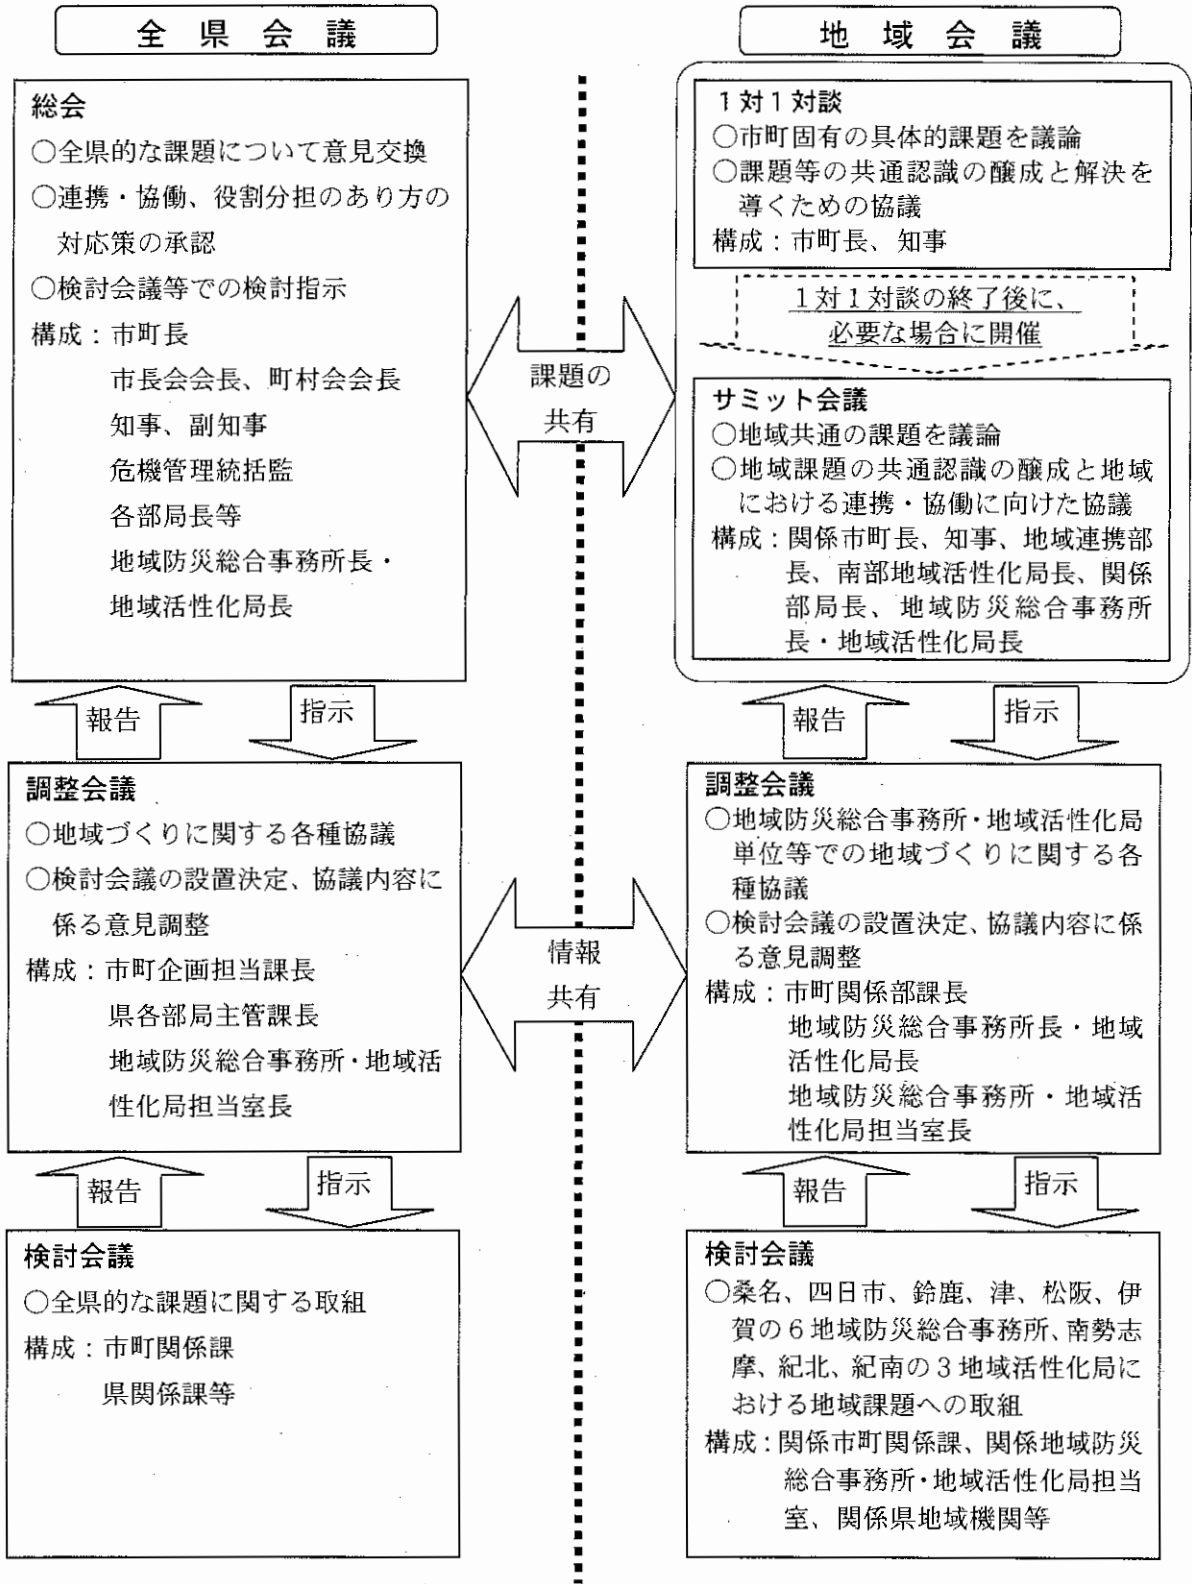 全県会議
総会
○全県的な課題について意見交換
○連携・協働、役割分担のあり方の
対応策の承認
○検討会議等での検討指示
構成：市町長
市長会会長、町村会会長
知事、副知事
危機管理統括監
各部局長等
地域防災総合事務所長・
地域活性化局長
報告
指示
調整会議
○地域づくりに関する各種協議
○検討会議の設置決定、協議内容に
係る意見調整
構成：市町企画担当課長
県各部局主管課長
地域防災総合事務所・地域活
性化局担当室長
報告
指示
検討会議
○全県的な課題に関する取組
構成：市町関係課
県関係課等
課題の
共有
情報
共有
地域会議
１対１対談
○市町固有の具体的課題を議論
○課題等の共通認識の醸成と解決を
導くための協議
構成：市町長、知事
１対１対談の終了後に、
必要な場合に開催
サミット会議
○地域共通の課題を議論
○地域課題の共通認識の醸成と地域
における連携・協働に向けた協議
構成：関係市町長、知事、地域連携部
長、南部地域活性化局長、関係
部局長、地域防災総合事務所
長・地域活性化局長
報告
指示
調整会議
○地域防災総合事務所・地域活性化局
単位等での地域づくりに関する各
種協議
○検討会議の設置決定、協議内容に係
る意見調整
構成：市町関係部課長
地域防災総合事務所長・地域
活性化局長
地域防災総合事務所・地域活
性化局担当室長
報告
指示
検討会議
○桑名、四日市、鈴鹿、津、松阪、伊
賀の６地域防災総合事務所、南勢志
摩、紀北、紀南の３地域活性化局に
おける地域課題への取組
構成：関係市町関係課、関係地域防災
総合事務所・地域活性化局担当
室、関係県地域機関等